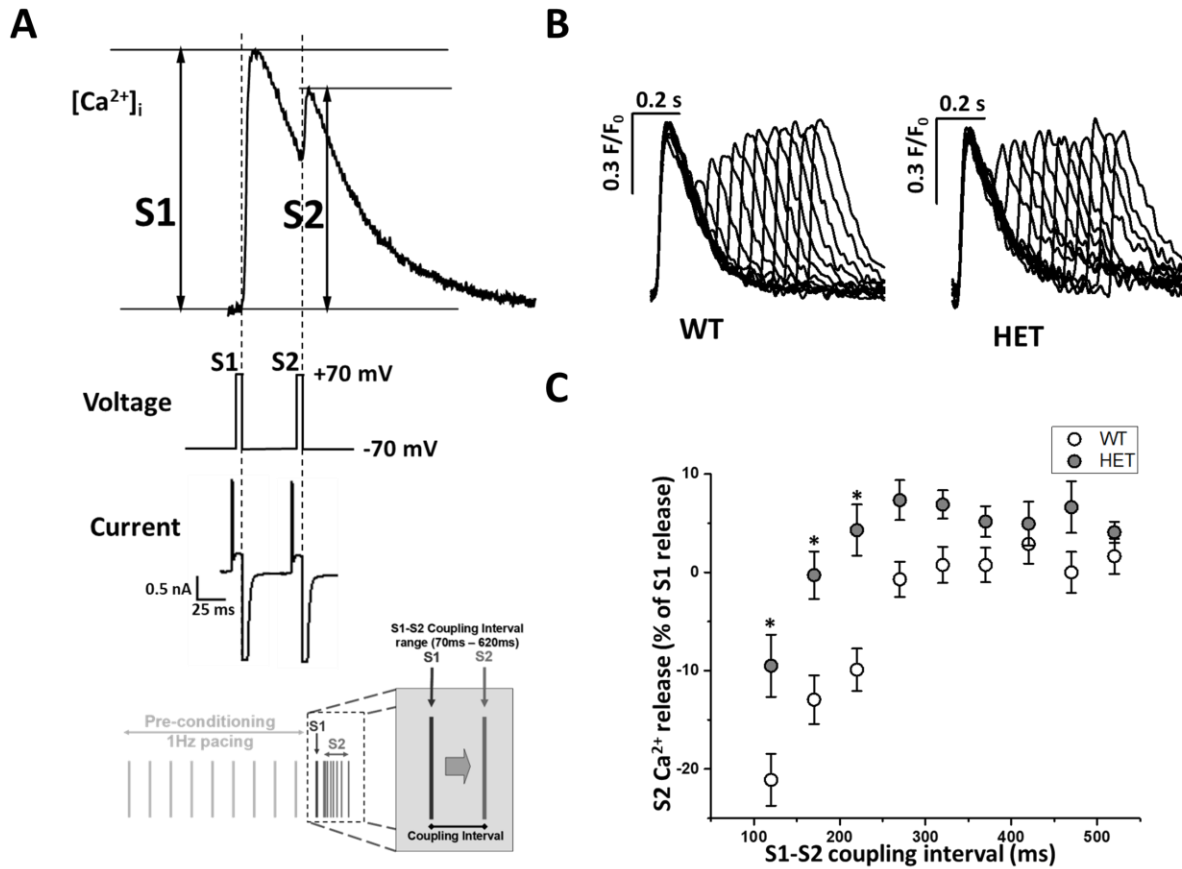 A
[Ca²⁺]ᵢ
S1
S2
S1 S2
+70 mV
Voltage
-70 mV
Current
0.5 nA
25 ms
S1-S2 Coupling Interval
range (70ms – 620ms)
S1 S2
Pre-conditioning
1Hz pacing
S1
S2
Coupling Interval
B
0.2 s
0.3 F/F₀
WT
0.2 s
0.3 F/F₀
HET
C
WT
HET
S2 Ca²⁺ release (% of S1 release)
10
0
-10
-20
* * *
100 200 300 400 500
S1-S2 coupling interval (ms)